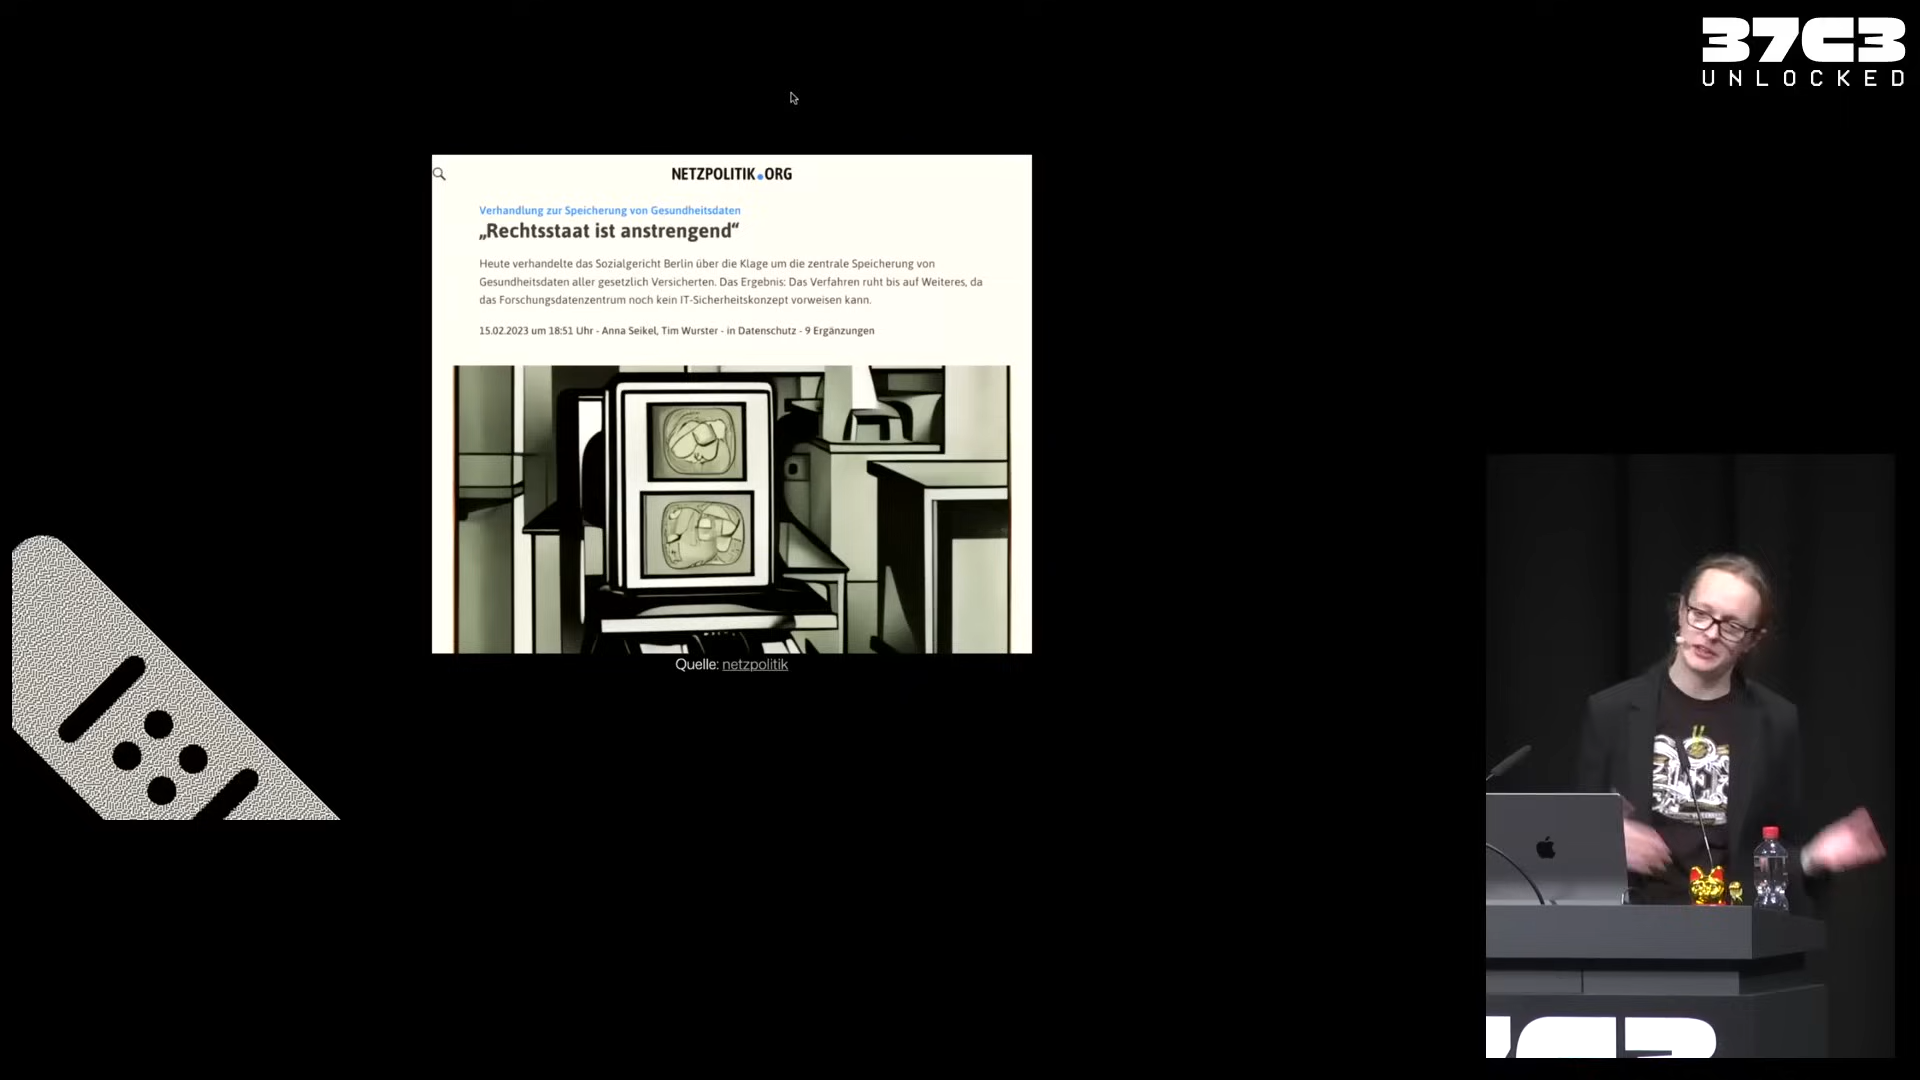 37C3
UNLOCKED
NETZPOLITIK.ORG
Verhandlung zur Speicherung von Gesundheitsdaten
„Rechtsstaat ist anstrengend“
Heute verhandelte das Sozialgericht Berlin über die Klage um die zentrale Speicherung von
Gesundheitsdaten aller gesetzlich Versicherten. Das Ergebnis: Das Verfahren ruht bis auf Weiteres, da
das Forschungsdatenzentrum noch kein IT-Sicherheitskonzept vorweisen kann.
15.02.2023 um 18:51 Uhr - Anna Seikel, Tim Wurster - in Datenschutz - 9 Ergänzungen
Quelle: netzpolitik